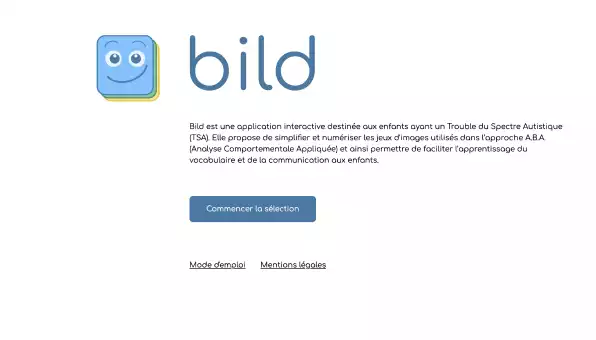 bild
Bild est une application interactive destinée aux enfants ayant un Trouble du Spectre Autistique
(TSA). Elle propose de simplifier et numériser les jeux d'images utilisés dans l'approche A.B.A.
(Analyse Comportementale Appliquée) et ainsi permettre de faciliter l'apprentissage du
vocabulaire et de la communication aux enfants.
Commencer la sélection
Mode d'emploi Mentions légales